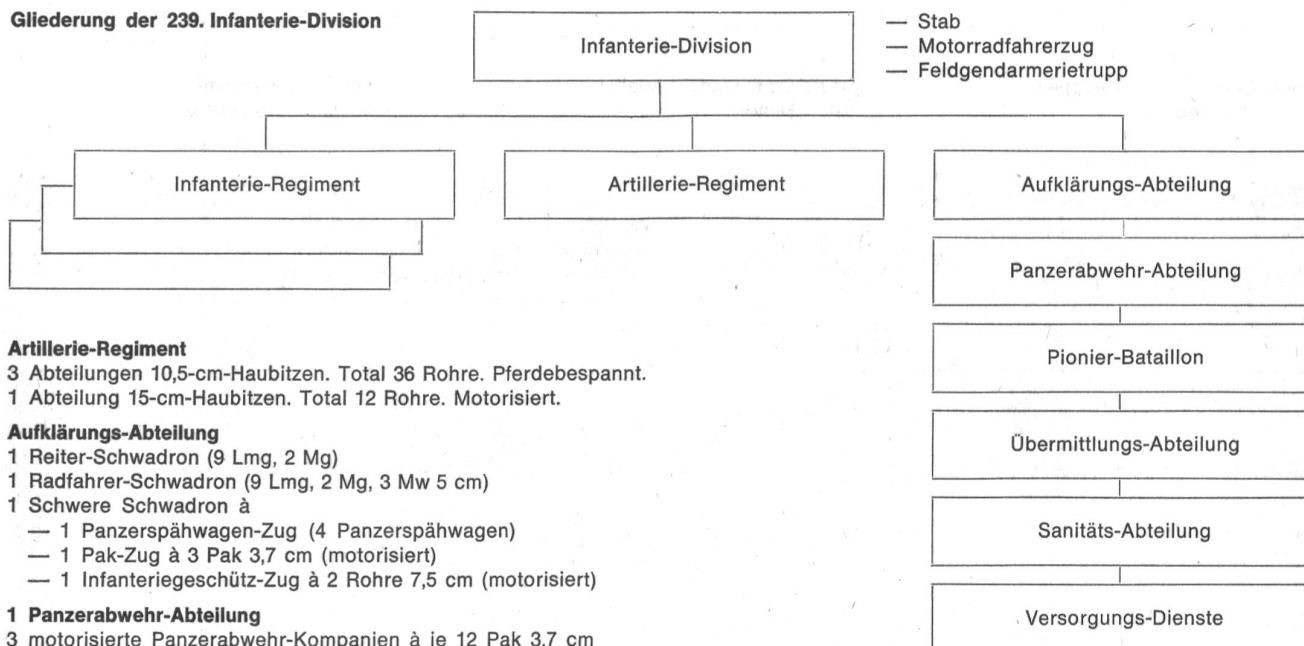 Gliederung der 239. Infanterie-Division
Infanterie-Division
— Stab
— Motorradfahrerzug
— Feldgendarmerietrupp
Infanterie-Regiment
Artillerie-Regiment
Aufklärungs-Abteilung
Panzerabwehr-Abteilung
Pionier-Bataillon
Übermittlungs-Abteilung
Sanitäts-Abteilung
Versorgungs-Dienste
Artillerie-Regiment
3 Abteilungen 10,5-cm-Haubitzen. Total 36 Rohre. Pferdebespannt.
1 Abteilung 15-cm-Haubitzen. Total 12 Rohre. Motorisiert.
Aufklärungs-Abteilung
1 Reiter-Schwadron (9 Lmg, 2 Mg)
1 Radfahrer-Schwadron (9 Lmg, 2 Mg, 3 Mw 5 cm)
1 Schwere Schwadron à
— 1 Panzerspähwagen-Zug (4 Panzerspähwagen)
— 1 Pak-Zug à 3 Pak 3,7 cm (motorisiert)
— 1 Infanteriegeschütz-Zug à 2 Rohre 7,5 cm (motorisiert)
1 Panzerabwehr-Abteilung
3 motorisierte Panzerabwehr-Kompanien à je 12 Pak 3,7 cm